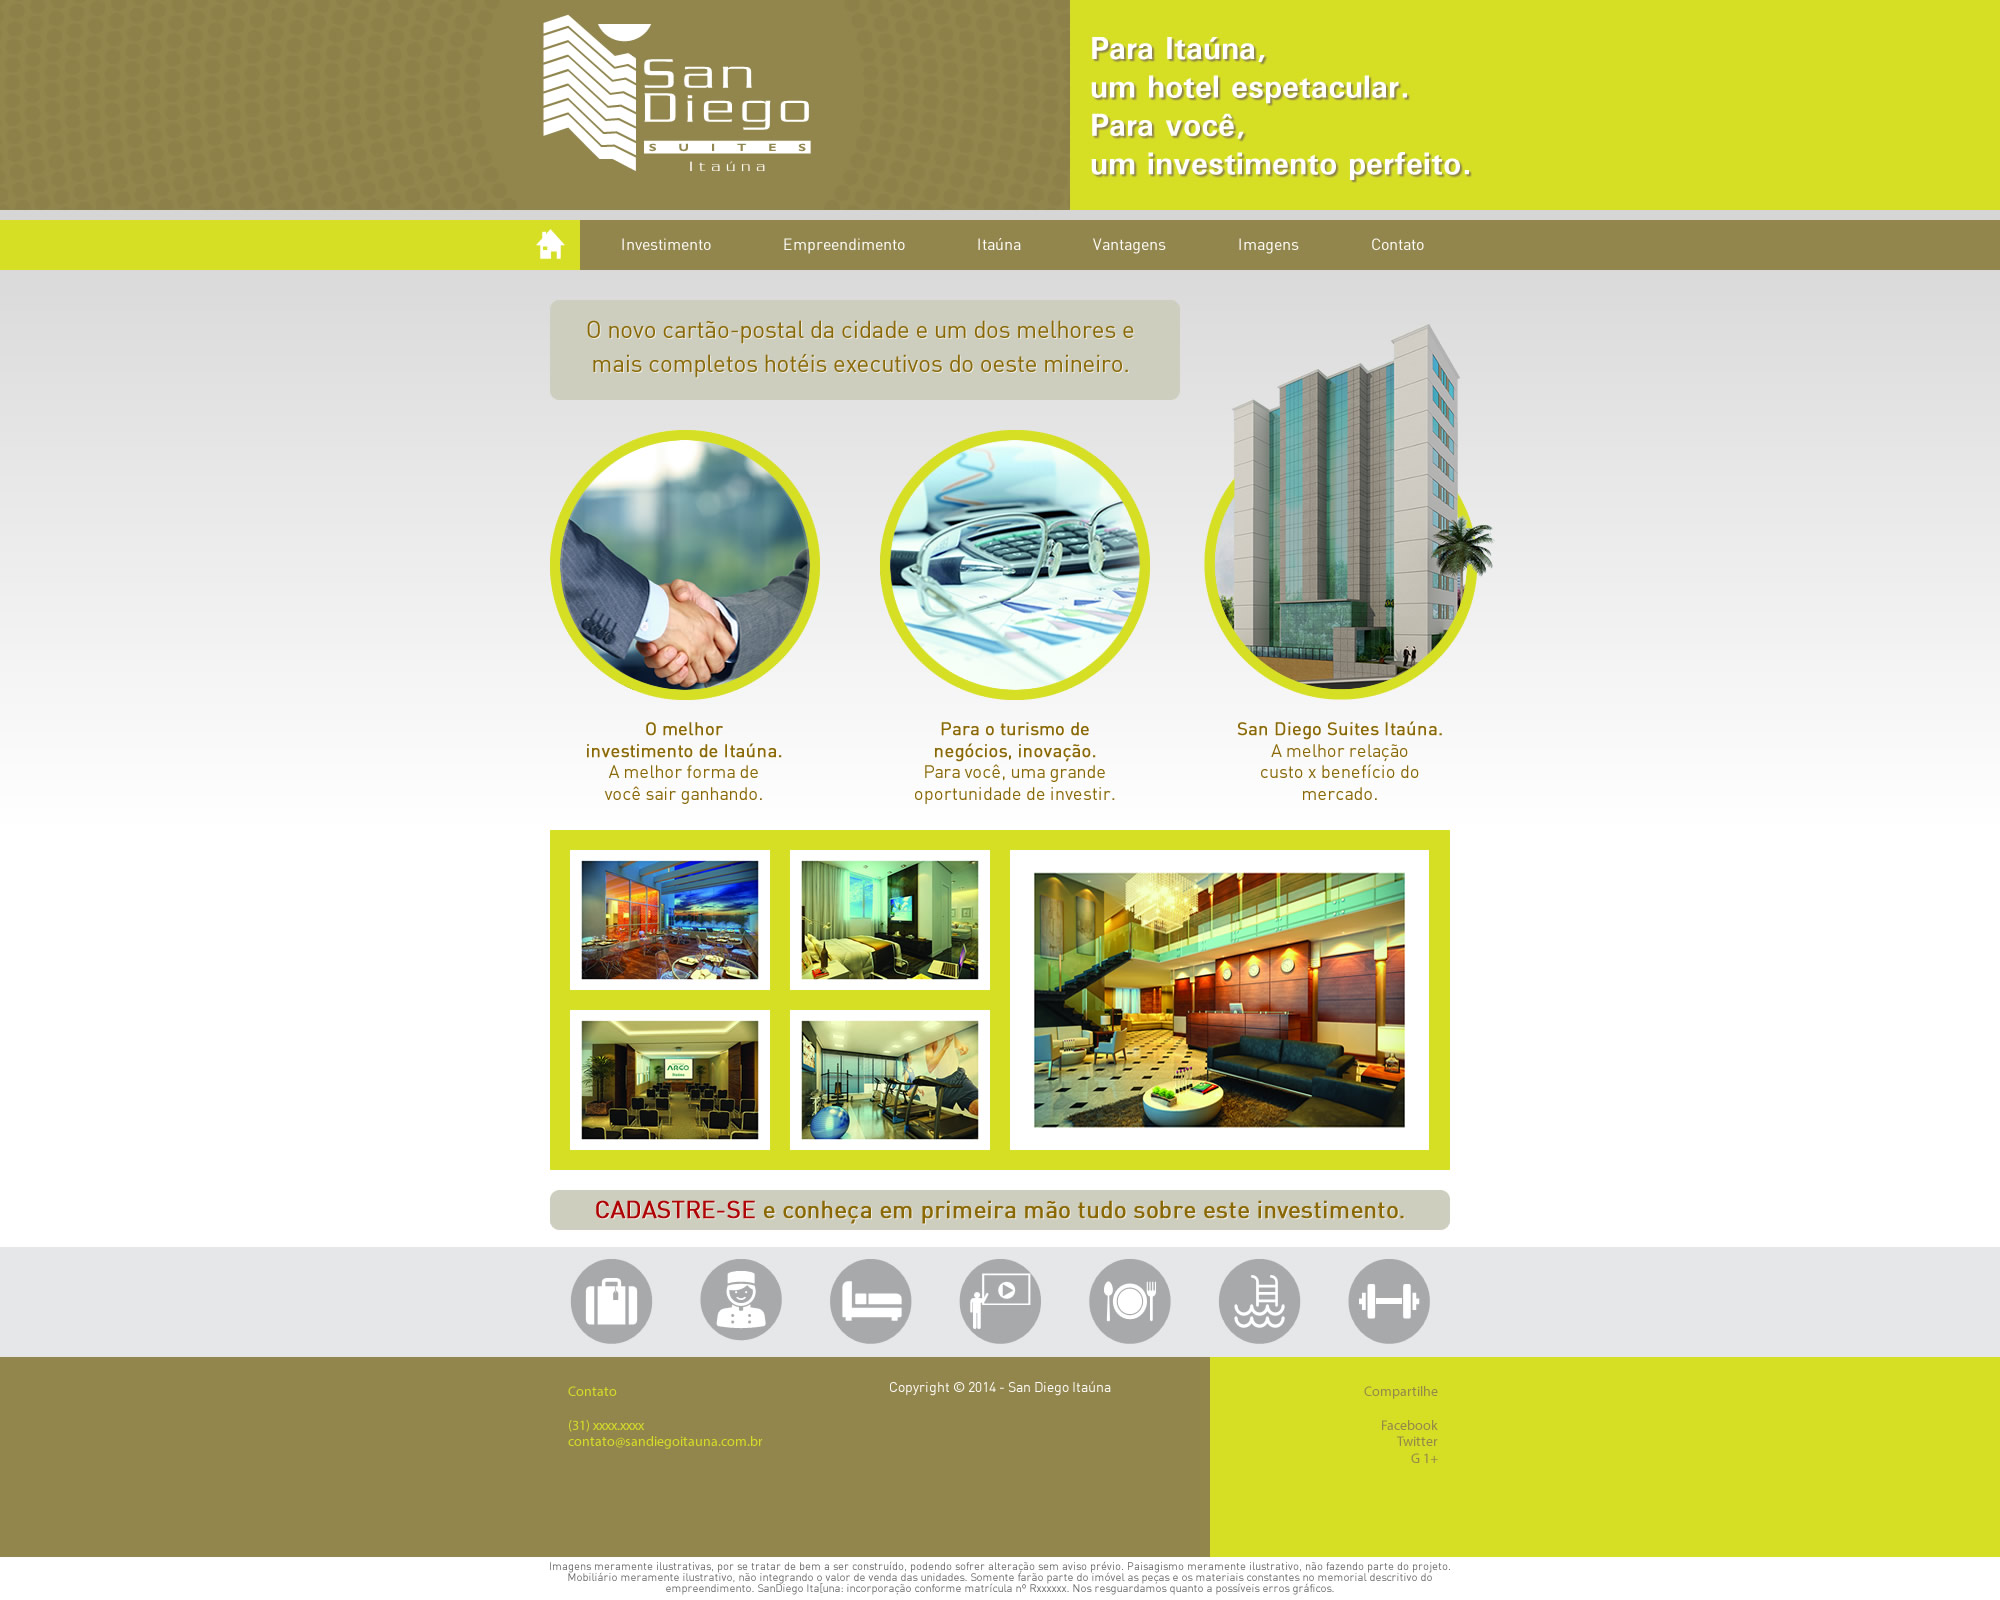 San
Diego
SUITES
Itaúna
Para Itaúna,
um hotel espetacular.
Para você,
um investimento perfeito.
Investimento
Empreendimento
Itaúna
Vantagens
Imagens
Contato
O novo cartão-postal da cidade e um dos melhores e
mais completos hotéis executivos do oeste mineiro.
O melhor
investimento de Itaúna.
A melhor forma de
você sair ganhando.
Para o turismo de
negócios, inovação.
Para você, uma grande
oportunidade de investir.
San Diego Suites Itaúna.
A melhor relação
custo x benefício do
mercado.
ARCO
CADASTRE-SE e conheça em primeira mão tudo sobre este investimento.
Contato
(31) xxxx.xxxx
contato@sandiegoitauna.com.br
Copyright © 2014 - San Diego Itaúna
Compartilhe
Facebook
Twitter
G 1+
Imagens meramente ilustrativas, por se tratar de bem a ser construído, podendo sofrer alteração sem aviso prévio. Paisagismo meramente ilustrativo, não fazendo parte do projeto.
Mobiliário meramente ilustrativo, não integrando o valor de venda das unidades. Somente farão parte do imóvel as peças e os materiais constantes no memorial descritivo do
empreendimento. SanDiego Ita[una: incorporação conforme matrícula nº Rxxxxxx. Nos resguardamos quanto a possíveis erros gráficos.